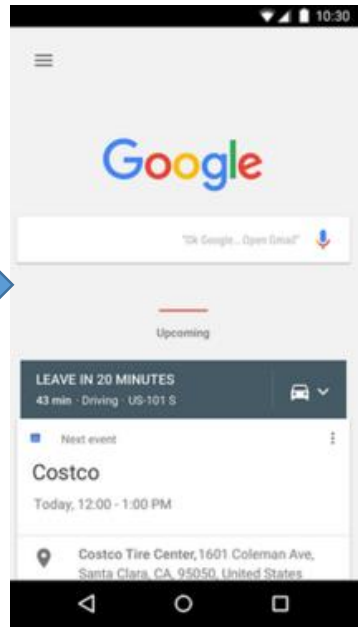 10:30
Google
"Ok Google... Open Gmail"
Upcoming
LEAVE IN 20 MINUTES
43 min · Driving · US-101 S
Next event
Costco
Today, 12:00 - 1:00 PM
Costco Tire Center, 1601 Coleman Ave,
Santa Clara, CA, 95050, United States